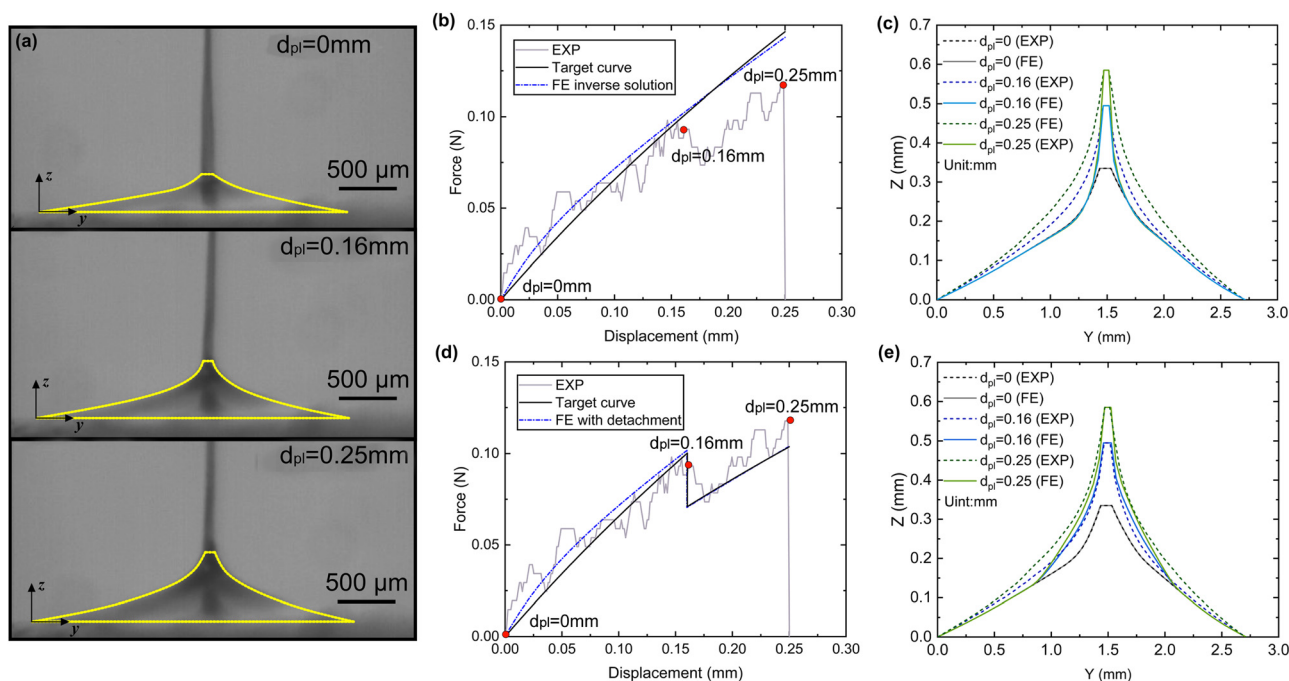 (a)
dpl=0mm
500 µm
z
y
dpl=0.16mm
500 µm
z
y
dpl=0.25mm
500 µm
z
y
(b)
0.15
0.10
0.05
0.00
Force (N)
EXP
Target curve
FE inverse solution
dpl=0.25mm
dpl=0.16mm
dpl=0mm
0.00 0.05 0.10 0.15 0.20 0.25 0.30
Displacement (mm)
(c)
0.7
0.6
0.5
0.4
0.3
0.2
0.1
0.0
Z (mm)
dpl=0 (EXP)
dpl=0 (FE)
dpl=0.16 (EXP)
dpl=0.16 (FE)
dpl=0.25 (FE)
dpl=0.25 (EXP)
Unit:mm
0.0 0.5 1.0 1.5 2.0 2.5 3.0
Y (mm)
(d)
0.15
0.10
0.05
0.00
Force (N)
EXP
Target curve
FE with detachment
dpl=0.25mm
dpl=0.16mm
dpl=0mm
0.00 0.05 0.10 0.15 0.20 0.25 0.30
Displacement (mm)
(e)
0.7
0.6
0.5
0.4
0.3
0.2
0.1
0.0
Z (mm)
dpl=0 (EXP)
dpl=0 (FE)
dpl=0.16 (EXP)
dpl=0.16 (FE)
dpl=0.25 (EXP)
dpl=0.25 (FE)
Uint:mm
0.0 0.5 1.0 1.5 2.0 2.5 3.0
Y (mm)